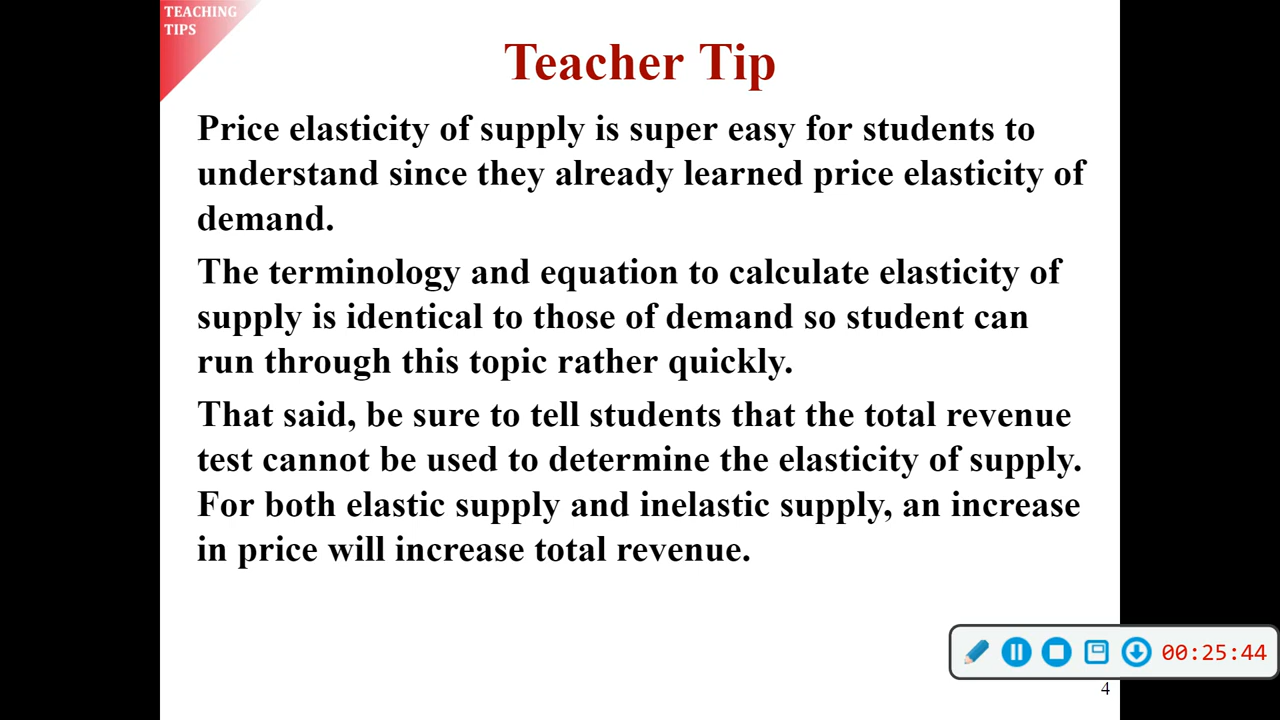 TEACHING
TIPS
Teacher Tip
Price elasticity of supply is super easy for students to
understand since they already learned price elasticity of
demand.
The terminology and equation to calculate elasticity of
supply is identical to those of demand so student can
run through this topic rather quickly.
That said, be sure to tell students that the total revenue
test cannot be used to determine the elasticity of supply.
For both elastic supply and inelastic supply, an increase
in price will increase total revenue.
00:25:44
4